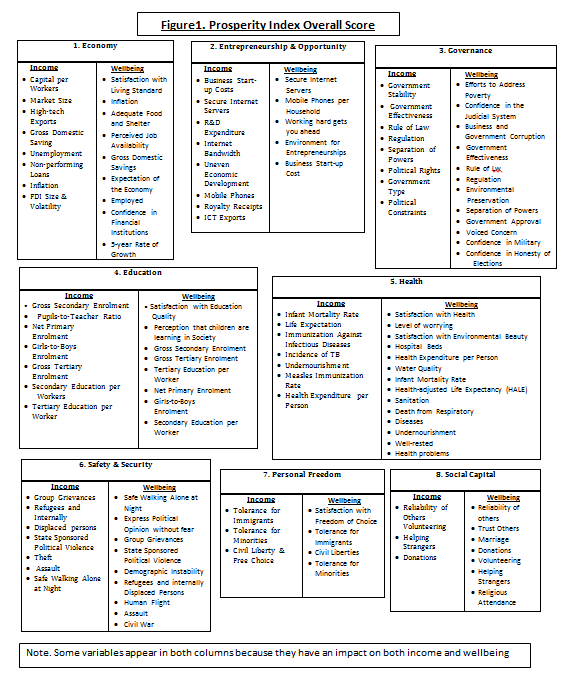 Figure1. Prosperity Index Overall Score
1. Economy
Income
• Capital per
Workers
• Market Size
• High-tech
Exports
• Gross Domestic
Saving
• Unemployment
• Non-performing
Loans
• Inflation
• FDI Size &
Volatility
Wellbeing
• Satisfaction with
Living Standard
• Inflation
• Adequate Food
and Shelter
• Perceived Job
Availability
• Gross Domestic
Savings
• Expectation of
the Economy
• Employed
• Confidence in
Financial
Institutions
• 5-year Rate of
Growth
2. Entrepreneurship & Opportunity
Income
• Business Start-
up Costs
• Secure Internet
Servers
• R&D
Expenditure
• Internet
Bandwidth
• Uneven
Economic
Development
• Mobile Phones
• Royalty Receipts
• ICT Exports
Wellbeing
• Secure Internet
Servers
• Mobile Phones per
Household
• Working hard gets
you ahead
• Environment for
Entrepreneurships
• Business Start-up
Cost
3. Governance
Income
• Government
Stability
• Government
Effectiveness
• Rule of Law
• Regulation
• Separation of
Powers
• Political Rights
• Government
Type
• Political
Constraints
Wellbeing
• Efforts to Address
Poverty
• Confidence in the
Judicial System
• Business and
Government Corruption
• Government
Effectiveness
• Rule of Law,
• Regulation
• Environmental
Preservation
• Separation of Powers
• Government Approval
• Voiced Concern
• Confidence in Military
• Confidence in Honesty of
Elections
4. Education
Income
• Gross Secondary Enrolment
• Pupils-to-Teacher Ratio
• Net Primary
Enrolment
• Girls-to-Boys
Enrolment
• Gross Tertiary
Enrolment
• Secondary Education per
Workers
• Tertiary Education per
Worker
Wellbeing
• Satisfaction with Education
Quality
• Perception that children are
learning in Society
• Gross Secondary Enrolment
• Gross Tertiary Enrolment
• Tertiary Education per
Worker
• Net Primary Enrolment
• Girls-to-Boys
Enrolment
• Secondary Education per
Worker
5. Health
Income
• Infant Mortality Rate
• Life Expectation
• Immunization Against
Infectious Diseases
• Incidence of TB
• Undernourishment
• Measles Immunization
Rate
• Health Expenditure per
Person
Wellbeing
• Satisfaction with Health
• Level of worrying
• Satisfaction with Environmental Beauty
• Hospital Beds
• Health Expenditure per Person
• Water Quality
• Infant Mortality Rate
• Health-adjusted Life Expectancy (HALE)
• Sanitation
• Death from Respiratory
• Diseases
• Undernourishment
• Well-rested
• Health problems
6. Safety & Security
Income
• Group Grievances
• Refugees and
Internally
• Displaced persons
• State Sponsored
Political Violence
• Theft
• Assault
• Safe Walking Alone
at Night
Wellbeing
• Safe Walking Alone at
Night
• Express Political
Opinion without fear
• Group Grievances
• State Sponsored
Political Violence
• Demographic Instability
• Refugees and internally
Displaced Persons
• Human Flight
• Assault
• Civil War
7. Personal Freedom
Income
• Tolerance for
Immigrants
• Tolerance for
Minorities
• Civil Liberty &
Free Choice
Wellbeing
• Satisfaction with
Freedom of Choice
• Tolerance for
Immigrants
• Civil Liberties
• Tolerance for
Minorities
8. Social Capital
Income
• Reliability of
Others
Volunteering
• Helping
Strangers
• Donations
Wellbeing
• Reliability of
others
• Trust Others
• Marriage
• Donations
• Volunteering
• Helping
Strangers
• Religious
Attendance
Note. Some variables appear in both columns because they have an impact on both income and wellbeing